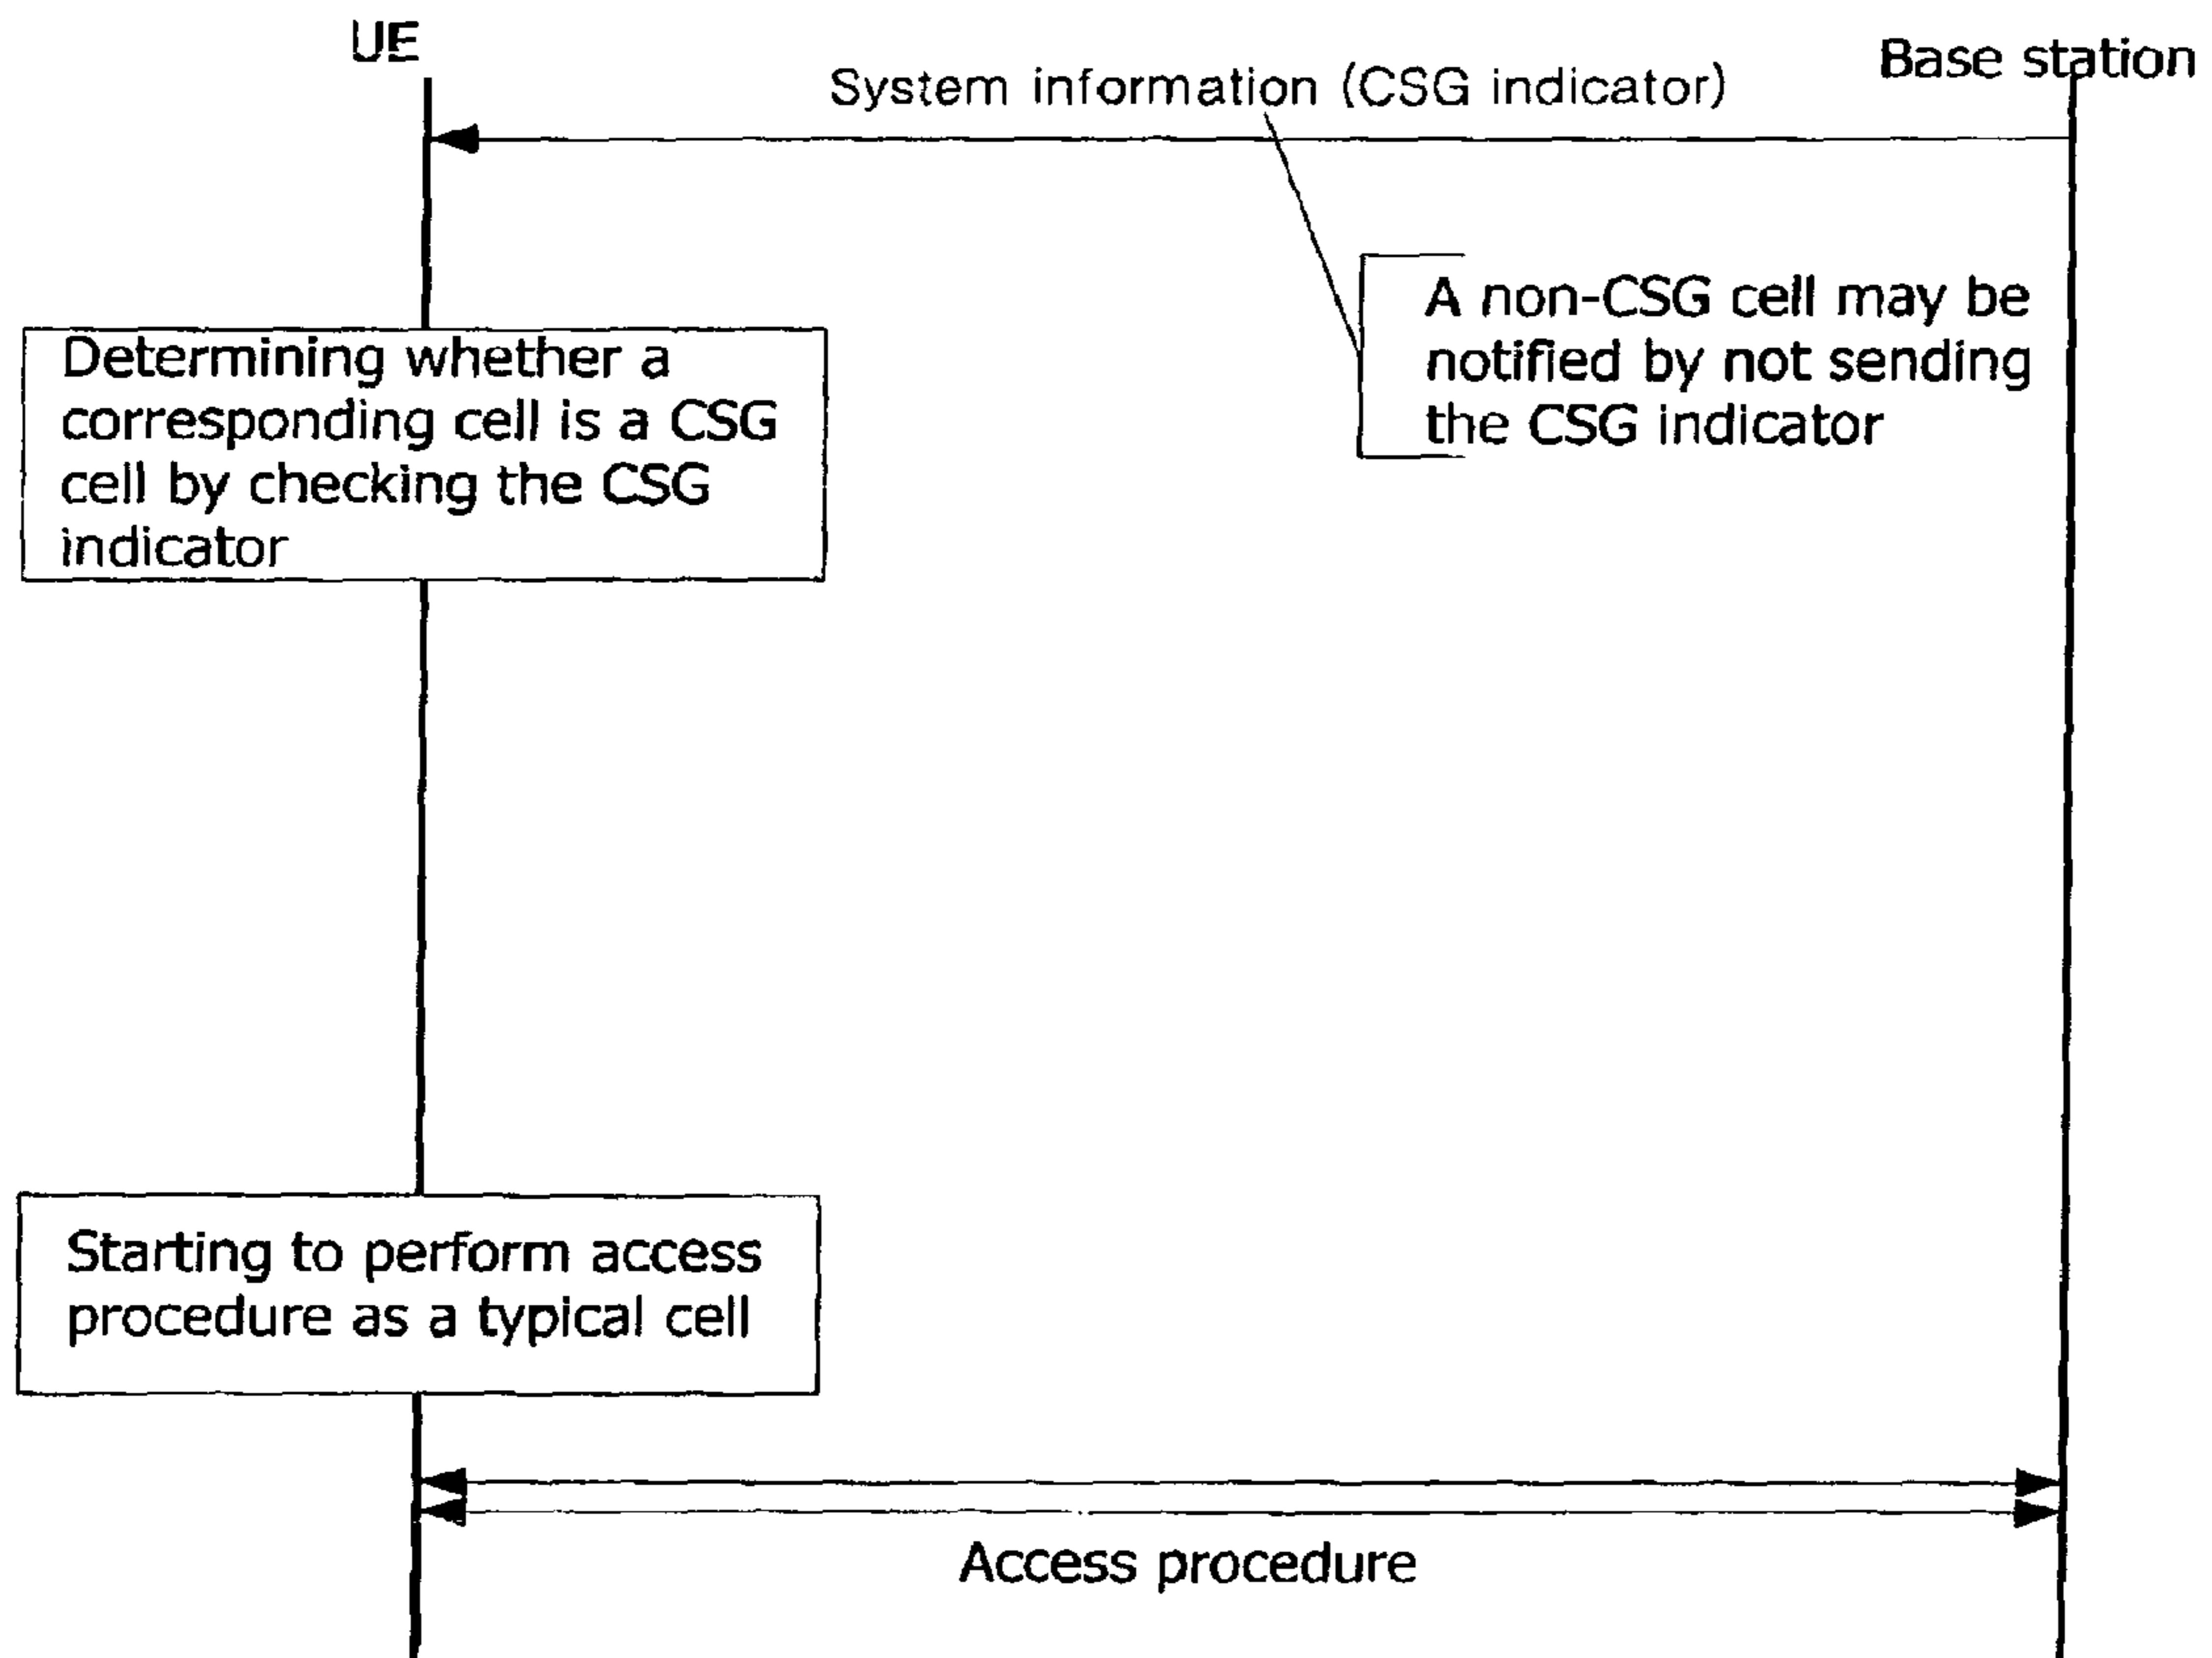 UE
Base station
System information (CSG indicator)
A non-CSG cell may be
notified by not sending
the CSG indicator
Determining whether a
corresponding cell is a CSG
cell by checking the CSG
indicator
Starting to perform access
procedure as a typical cell
Access procedure